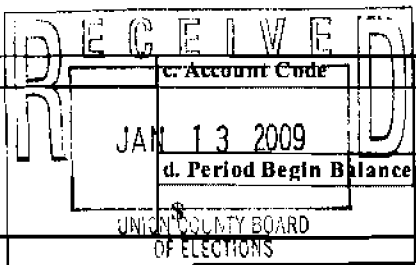 RECEIVED
c. Account Code
JAN 13 2009
d. Period Begin Balance
$
UNION COUNTY BOARD
OF ELECTIONS